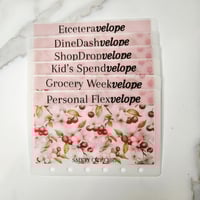 Etceteravelope
DineDashvelope
ShopDropvelope
Kid's Spendvelope
Grocery Weekvelope
Personal Flexvelope